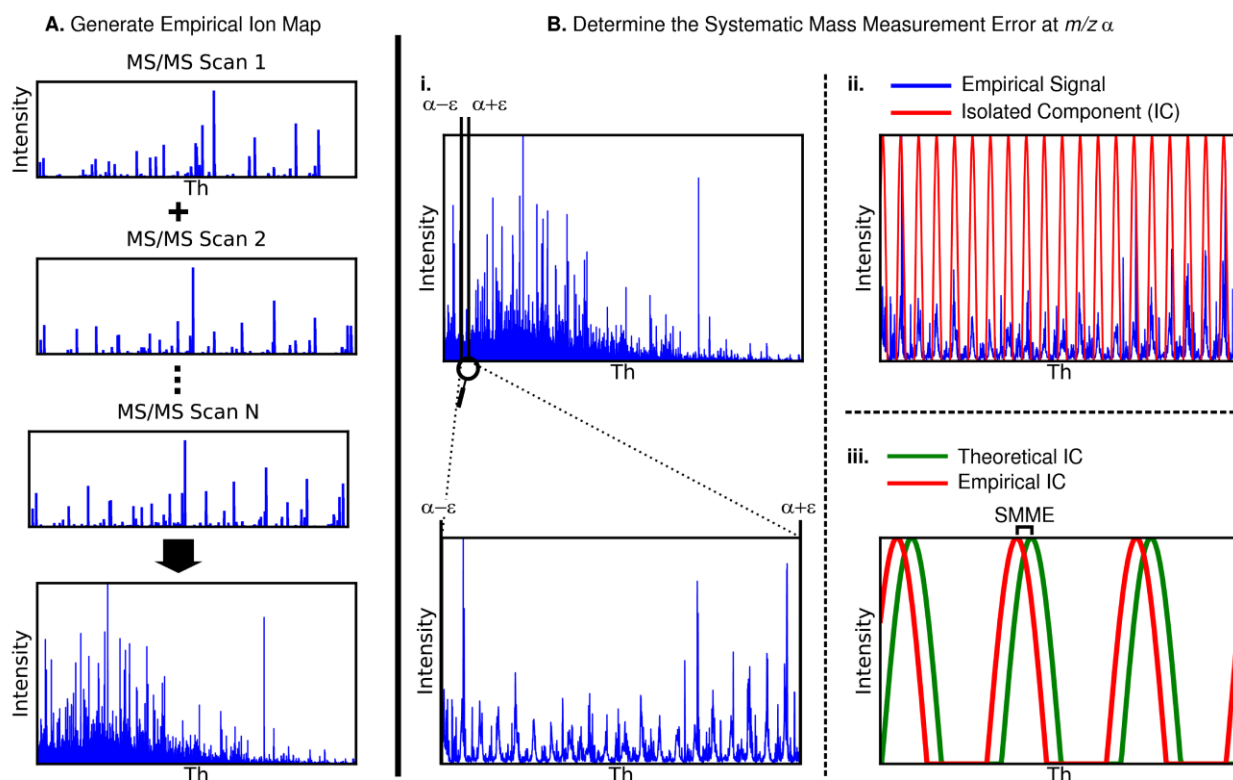 A. Generate Empirical Ion Map
MS/MS Scan 1
Intensity
Th
+
MS/MS Scan 2
MS/MS Scan N
Intensity
Th
B. Determine the Systematic Mass Measurement Error at m/z α
i.
α−ε α+ε
Intensity
Th
α−ε α+ε
Intensity
Th
ii.
Empirical Signal
Isolated Component (IC)
Intensity
Th
iii.
Theoretical IC
Empirical IC
SMME
Intensity
Th